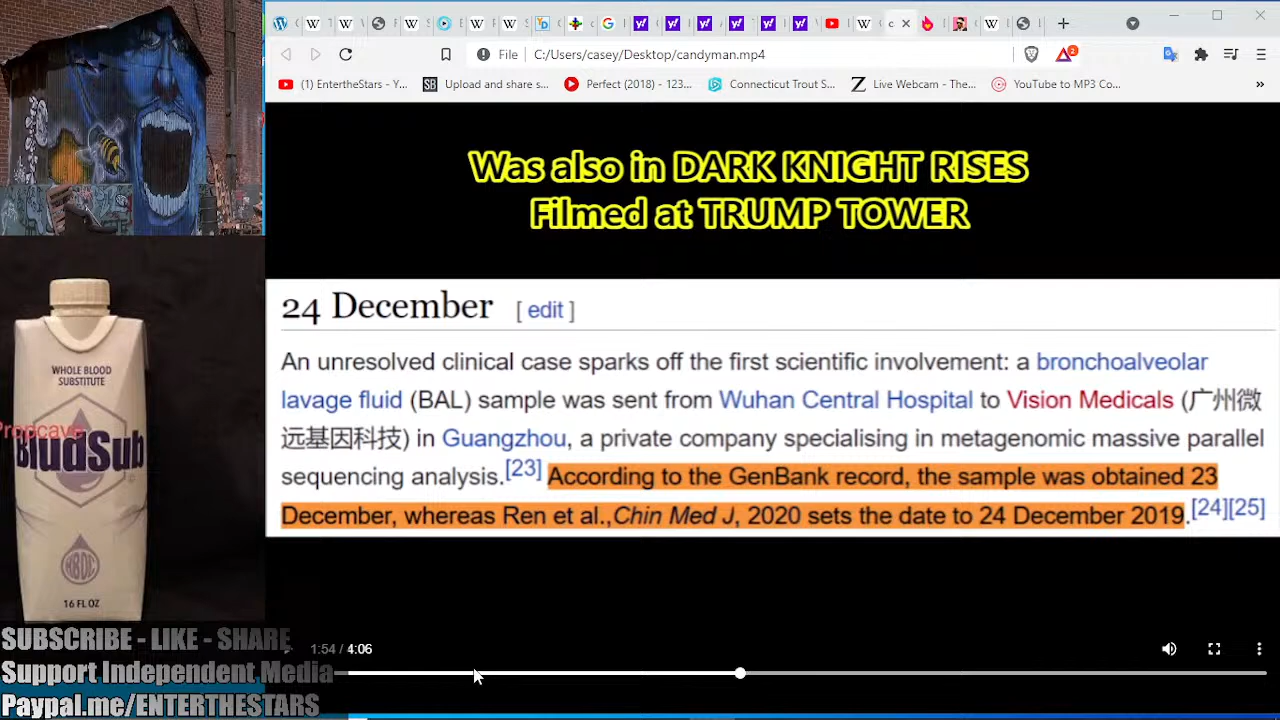 File
C:/Users/casey/Desktop/candyman.mp4
2
(1) EntertheStars - Y...
Upload and share s...
Perfect (2018) - 123...
Connecticut Trout S...
Live Webcam - The...
YouTube to MP3 Co...
»
Was also in DARK KNIGHT RISES
Filmed at TRUMP TOWER
24 December [ edit ]
An unresolved clinical case sparks off the first scientific involvement: a bronchoalveolar
lavage fluid (BAL) sample was sent from Wuhan Central Hospital to Vision Medicals (广州微
远基因科技) in Guangzhou, a private company specialising in metagenomic massive parallel
sequencing analysis.[23] According to the GenBank record, the sample was obtained 23
December, whereas Ren et al.,Chin Med J, 2020 sets the date to 24 December 2019.[24][25]
WHOLE BLOOD
SUBSTITUTE
Propcave
BludSub
HBOC
16 FL OZ
1:54 / 4:06
SUBSCRIBE - LIKE - SHARE
Support Independent Media
Paypal.me/ENTERTHESTARS